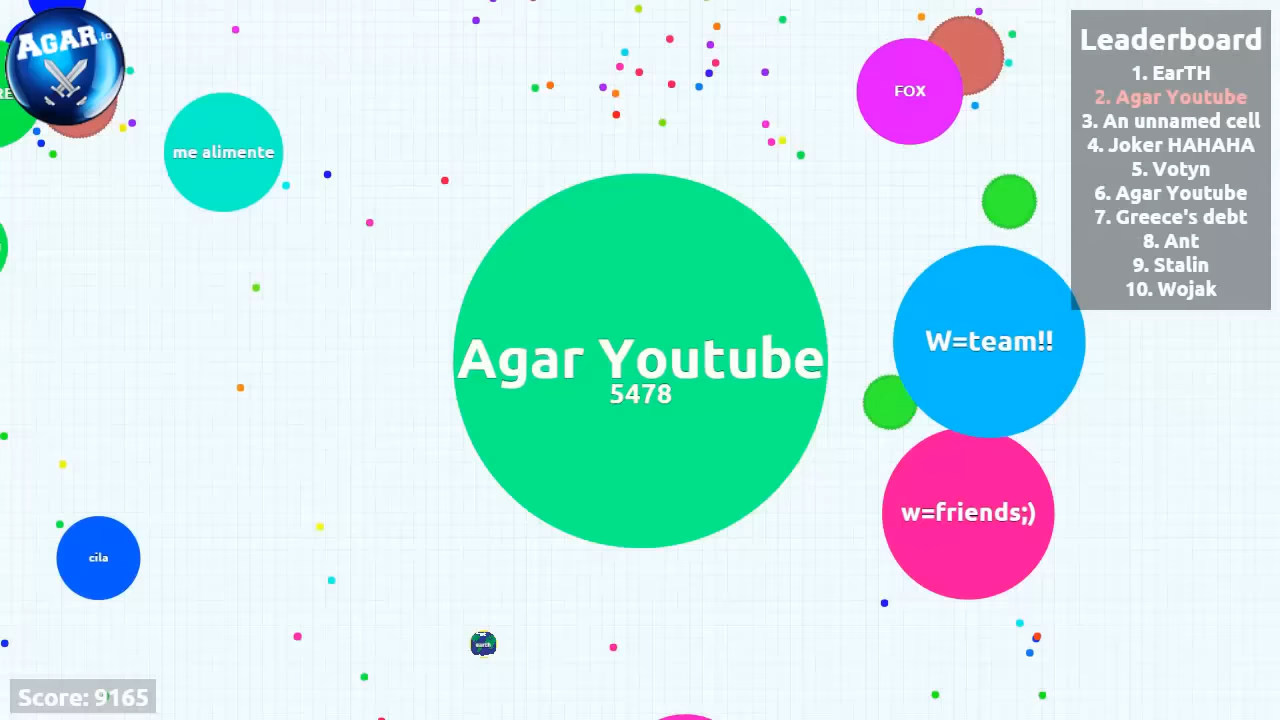 AGAR.io
RE
me alimente
FOX
Leaderboard
1. EarTH
2. Agar Youtube
3. An unnamed cell
4. Joker HAHAHA
5. Votyn
6. Agar Youtube
7. Greece's debt
8. Ant
9. Stalin
10. Wojak
W=team!!
Agar Youtube
5478
w=friends;)
cila
earth
Score: 9165